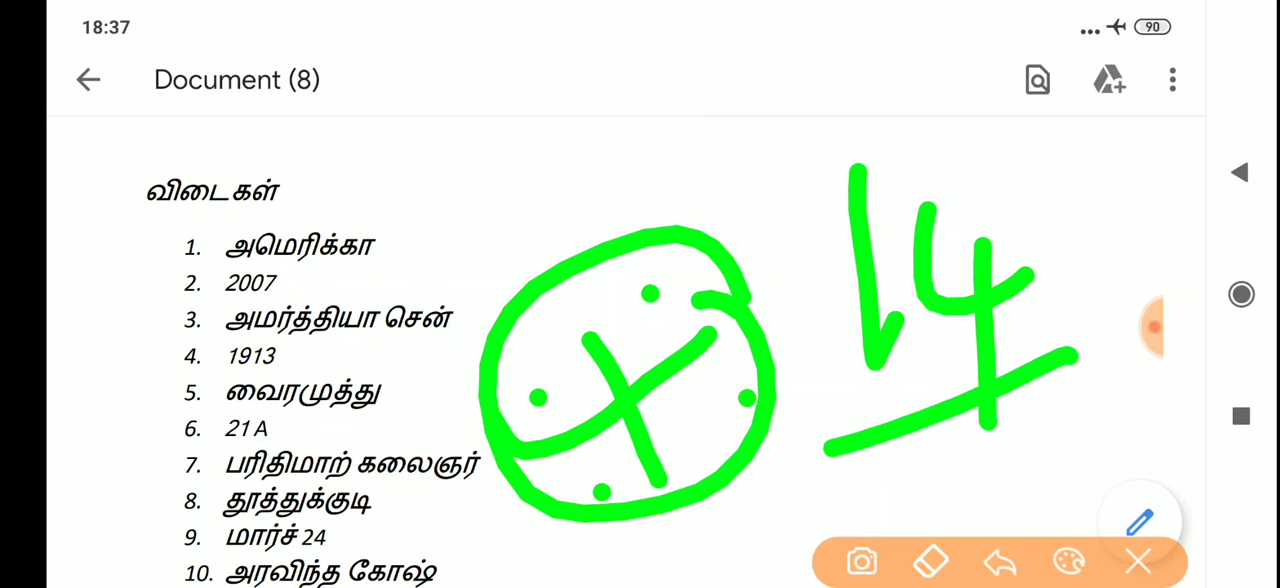 18:37
90
Document (8)
விடைகள்
1. அமெரிக்கா
2. 2007
3. அமர்த்தியா சென்
4. 1913
5. வைரமுத்து
6. 21A
7. பரிதிமாற் கலைஞர்
8. தூத்துக்குடி
9. மார்ச் 24
10. அரவிந்த கோஷ்
14